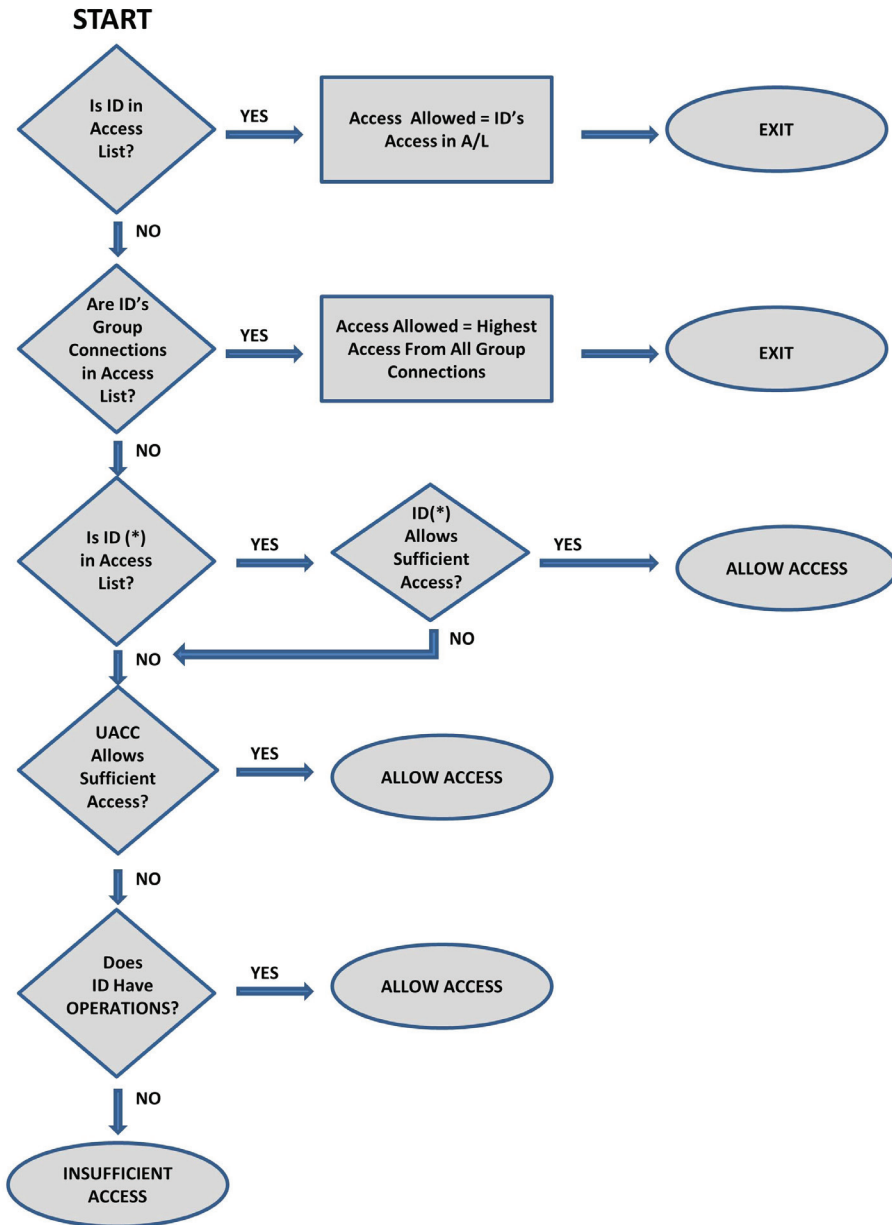 START
Is ID in
Access
List?
YES
Access Allowed = ID's
Access in A/L
EXIT
NO
Are ID's
Group
Connections
in Access
List?
YES
Access Allowed = Highest
Access From All Group
Connections
EXIT
NO
Is ID (*)
in Access
List?
YES
ID(*)
Allows
Sufficient
Access?
YES
ALLOW ACCESS
NO
NO
UACC
Allows
Sufficient
Access?
YES
ALLOW ACCESS
NO
Does
ID Have
OPERATIONS?
YES
ALLOW ACCESS
NO
INSUFFICIENT
ACCESS